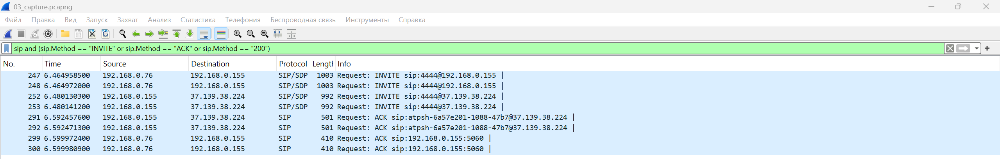 03_capture.pcapng
Файл Правка Вид Запуск Захват Анализ Статистика Телефония Беспроводная связь Инструменты Справка
sip and (sip.Method == "INVITE" or sip.Method == "ACK" or sip.Method == "200")
No. Time Source Destination Protocol Length Info
247 6.464958500 192.168.0.76 192.168.0.155 SIP/SDP 1003 Request: INVITE sip:4444@192.168.0.155 |
248 6.464972000 192.168.0.76 192.168.0.155 SIP/SDP 1003 Request: INVITE sip:4444@192.168.0.155 |
252 6.480130300 192.168.0.155 37.139.38.224 SIP/SDP 992 Request: INVITE sip:4444@37.139.38.224 |
253 6.480141200 192.168.0.155 37.139.38.224 SIP/SDP 992 Request: INVITE sip:4444@37.139.38.224 |
291 6.592457600 192.168.0.155 37.139.38.224 SIP 501 Request: ACK sip:atpsh-6a57e201-1088-47b7@37.139.38.224 |
292 6.592471300 192.168.0.155 37.139.38.224 SIP 501 Request: ACK sip:atpsh-6a57e201-1088-47b7@37.139.38.224 |
299 6.599972400 192.168.0.76 192.168.0.155 SIP 410 Request: ACK sip:192.168.0.155:5060 |
300 6.599980900 192.168.0.76 192.168.0.155 SIP 410 Request: ACK sip:192.168.0.155:5060 |